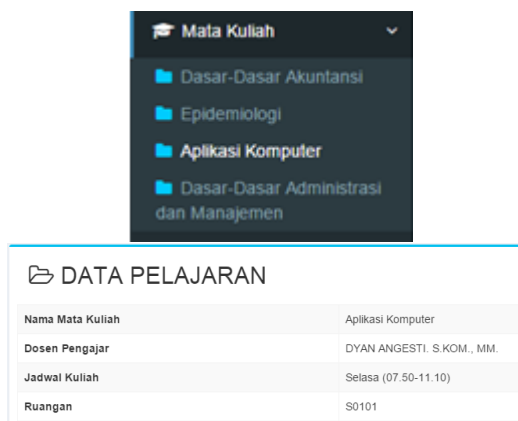 Mata Kuliah
Dasar-Dasar Akuntansi
Epidemiologi
Aplikasi Komputer
Dasar-Dasar Administrasi
dan Manajemen
DATA PELAJARAN
Nama Mata Kuliah Aplikasi Komputer
Dosen Pengajar DYAN ANGESTI. S.KOM., MM.
Jadwal Kuliah Selasa (07.50-11.10)
Ruangan S0101